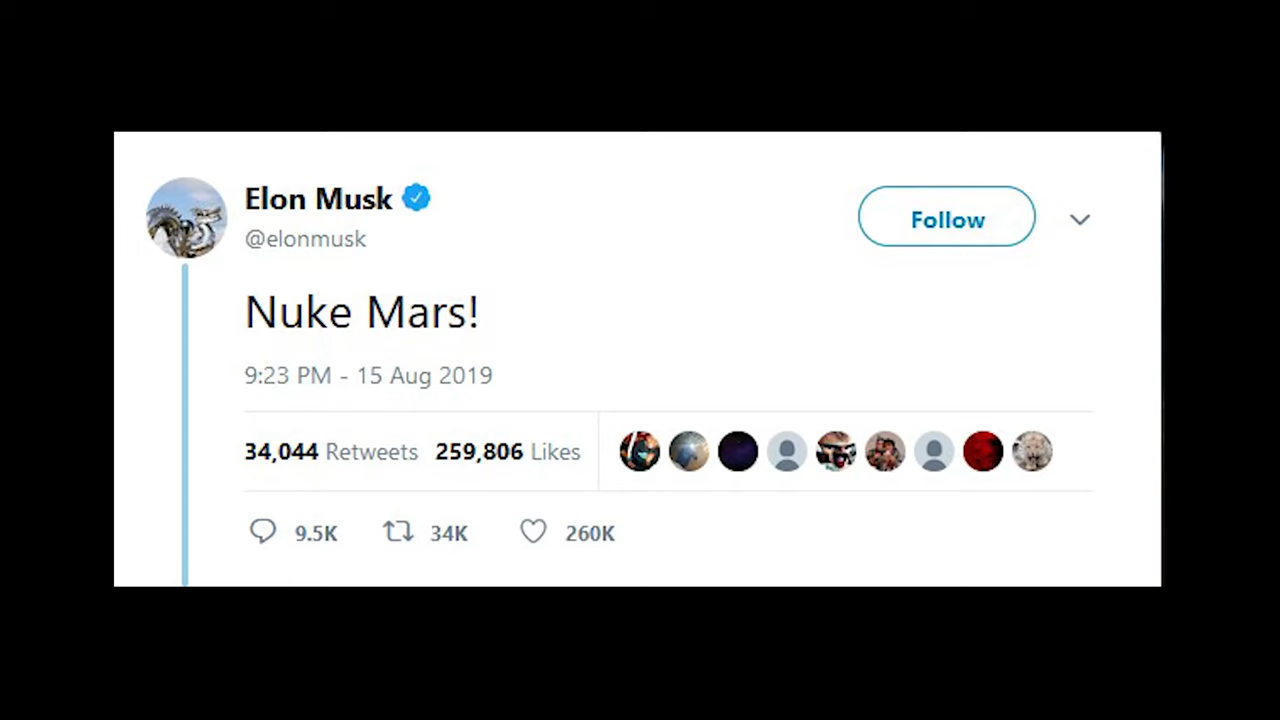 Elon Musk
@elonmusk
Follow
Nuke Mars!
9:23 PM - 15 Aug 2019
34,044 Retweets 259,806 Likes
9.5K 34K 260K